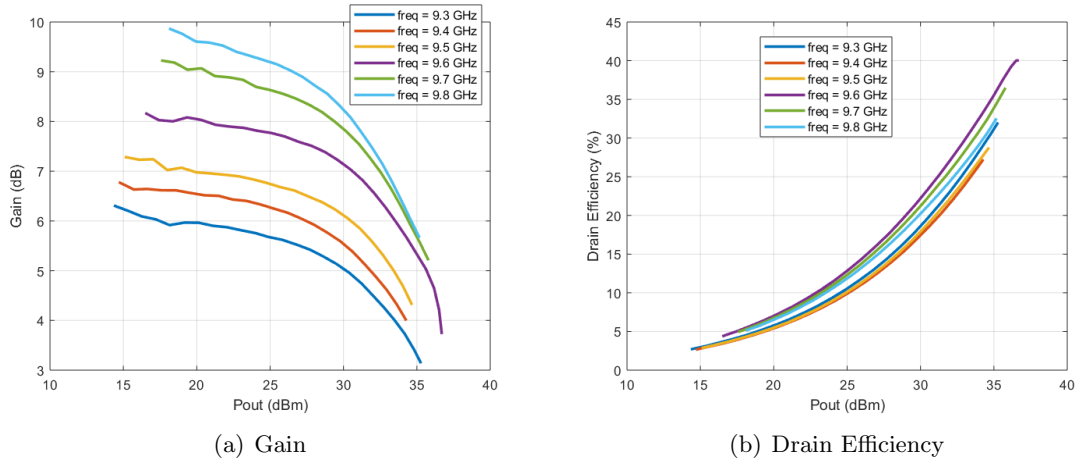 10
9
8
7
6
5
4
3
Gain (dB)
10
15
20
25
30
35
40
Pout (dBm)
freq = 9.3 GHz
freq = 9.4 GHz
freq = 9.5 GHz
freq = 9.6 GHz
freq = 9.7 GHz
freq = 9.8 GHz
(a) Gain
45
40
35
30
25
20
15
10
5
0
Drain Efficiency (%)
10
15
20
25
30
35
40
Pout (dBm)
freq = 9.3 GHz
freq = 9.4 GHz
freq = 9.5 GHz
freq = 9.6 GHz
freq = 9.7 GHz
freq = 9.8 GHz
(b) Drain Efficiency